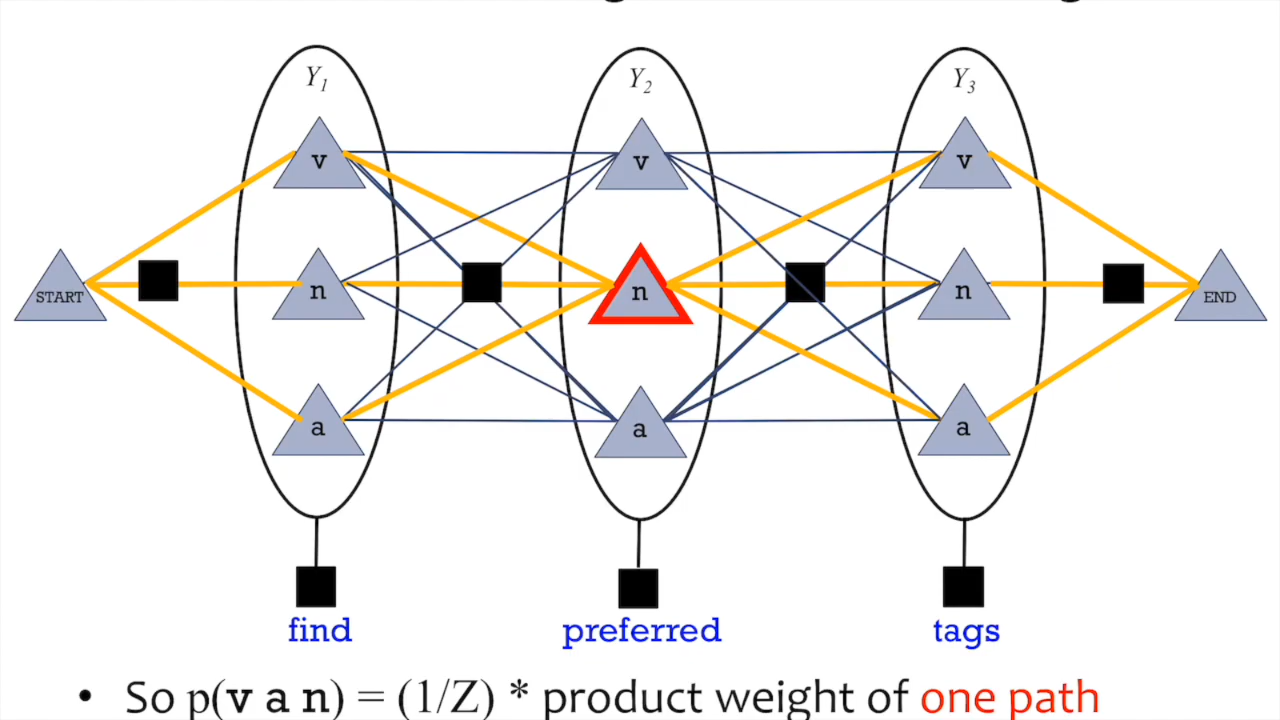 Y1 Y2 Y3
v v v
START n n n END
a a a
find preferred tags
• So p(v a n) = (1/Z) * product weight of one path